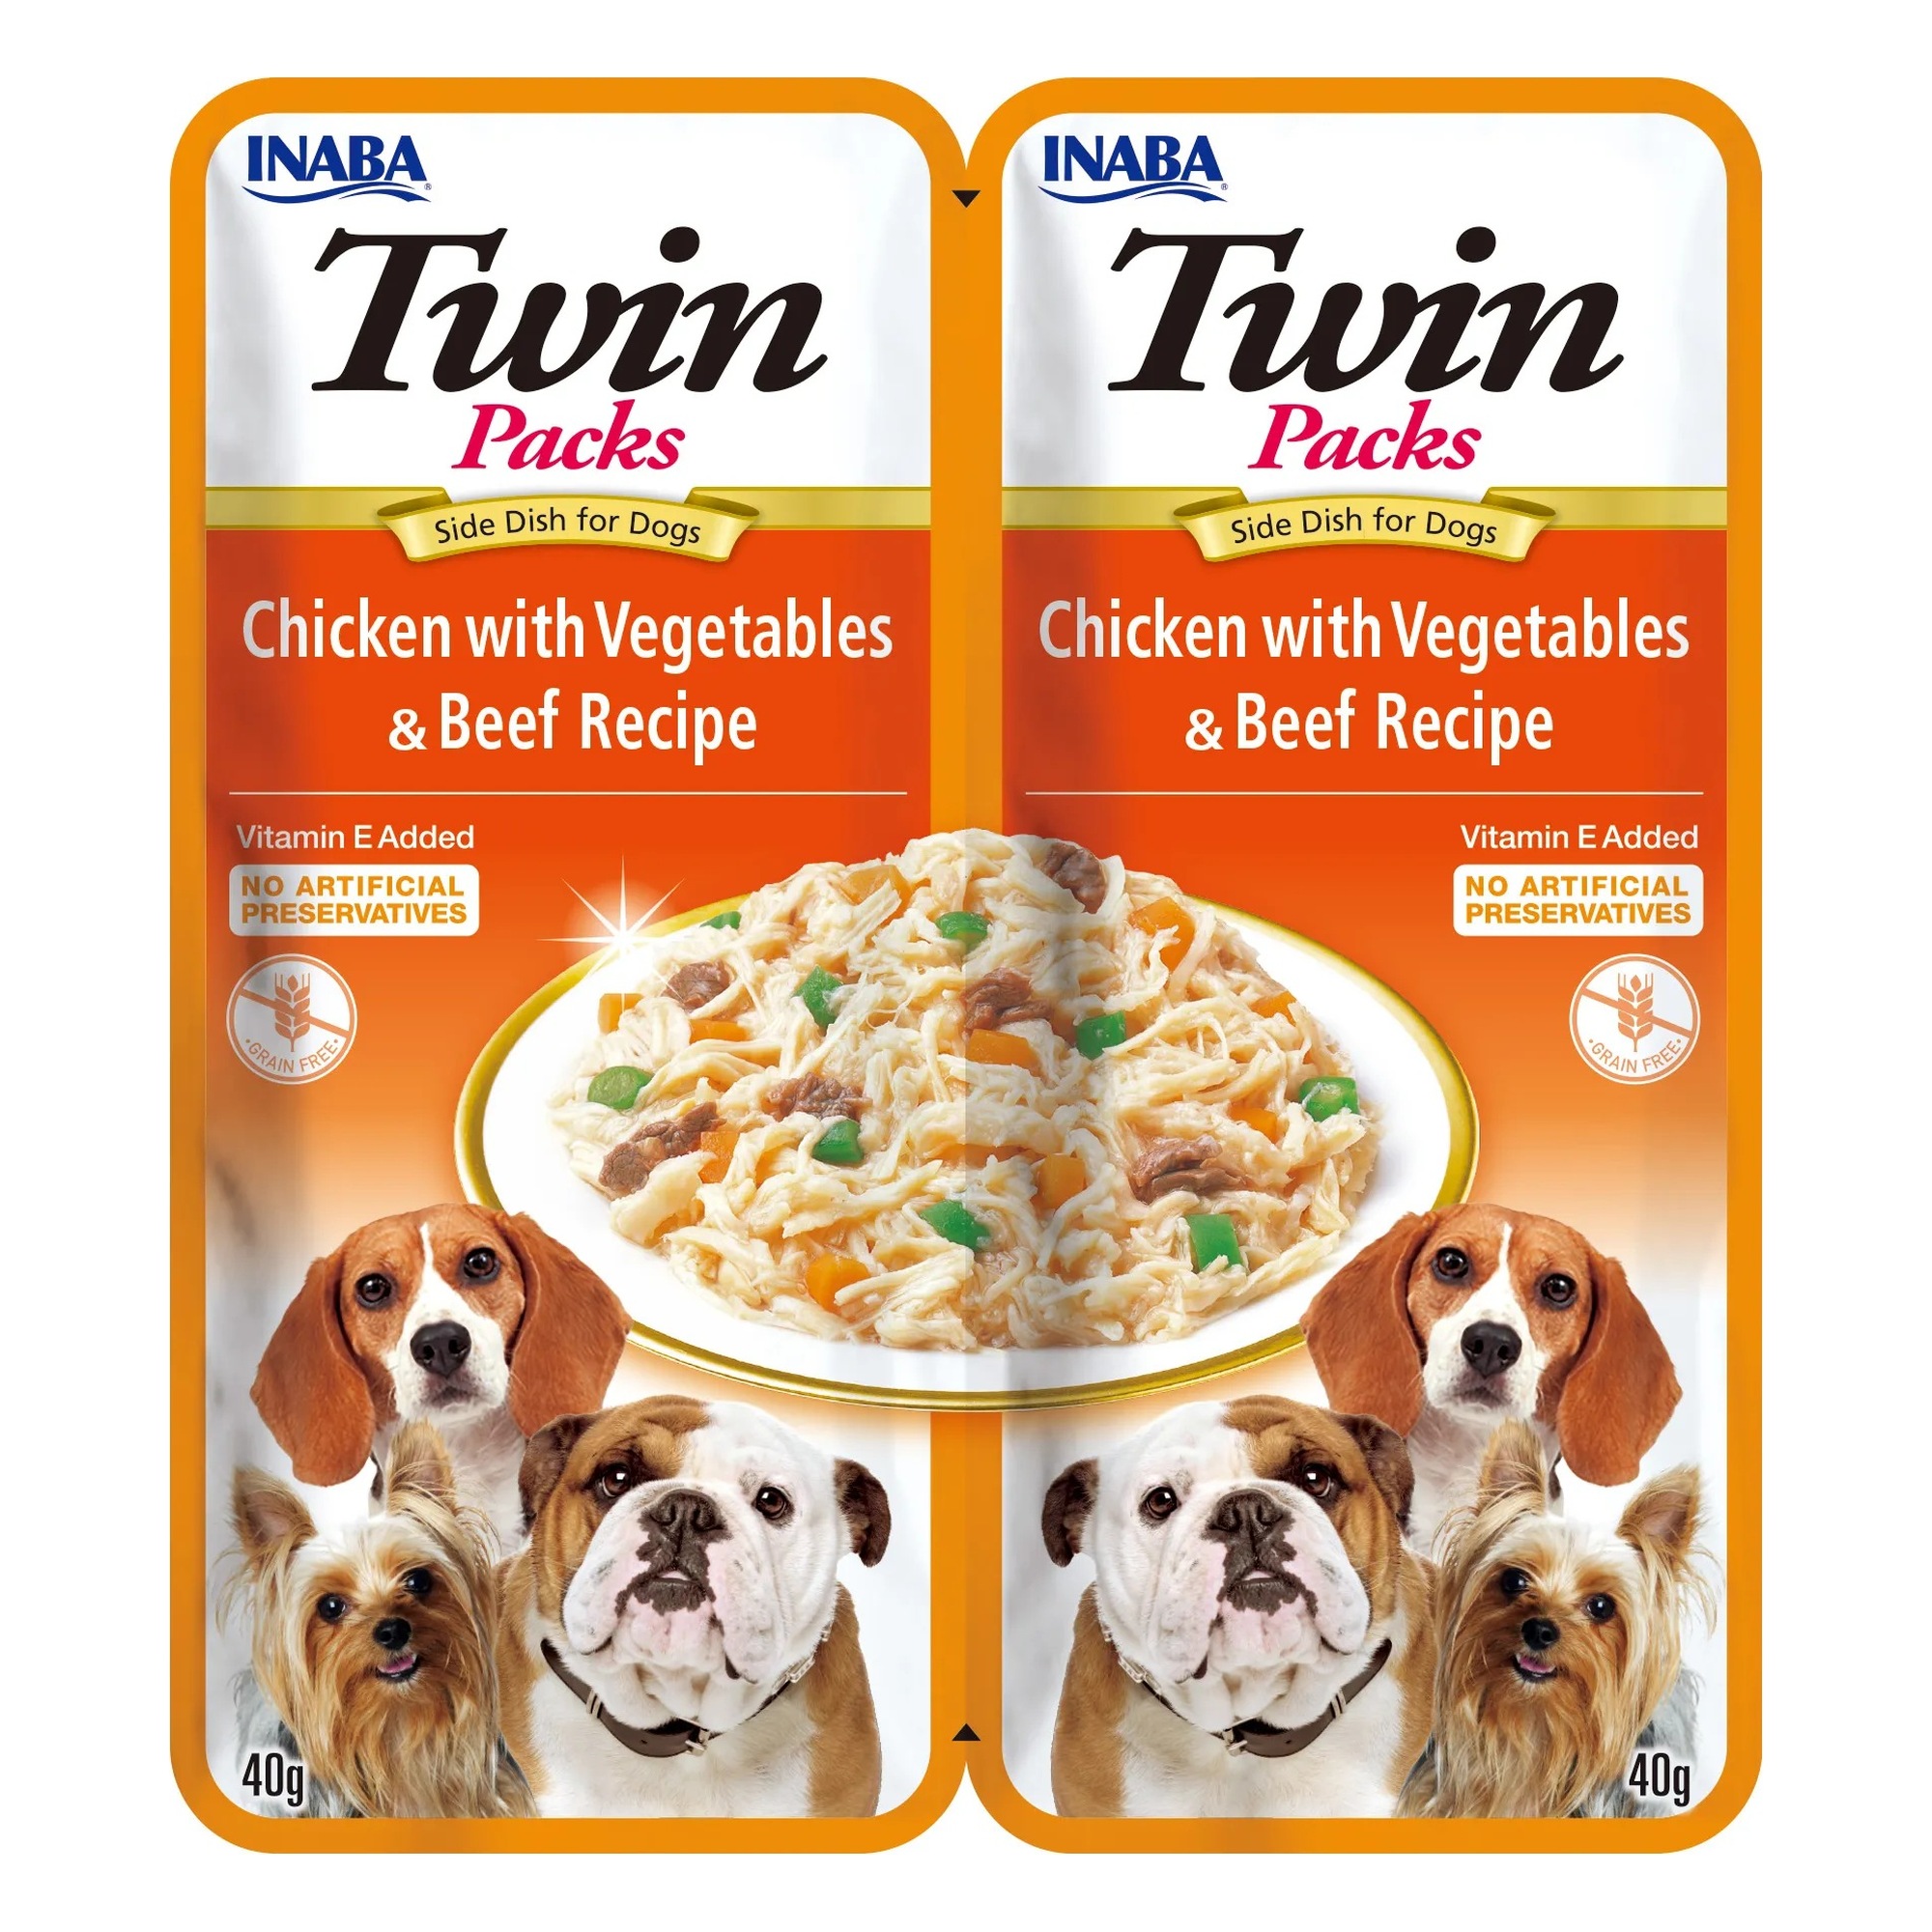 INABA®
Twin
Packs
Side Dish for Dogs
Chicken with Vegetables
& Beef Recipe
Vitamin E Added
NO ARTIFICIAL
PRESERVATIVES
·GRAIN FREE·
40g
INABA®
Twin
Packs
Side Dish for Dogs
Chicken with Vegetables
& Beef Recipe
Vitamin E Added
NO ARTIFICIAL
PRESERVATIVES
·GRAIN FREE·
40g